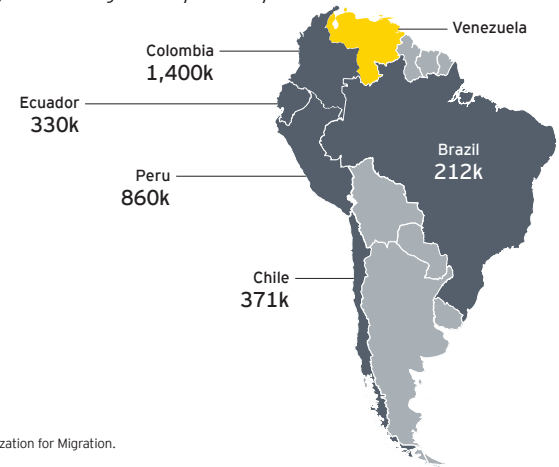 Venezuela
Colombia
1,400k
Ecuador
330k
Brazil
212k
Peru
860k
Chile
371k
zation for Migration.